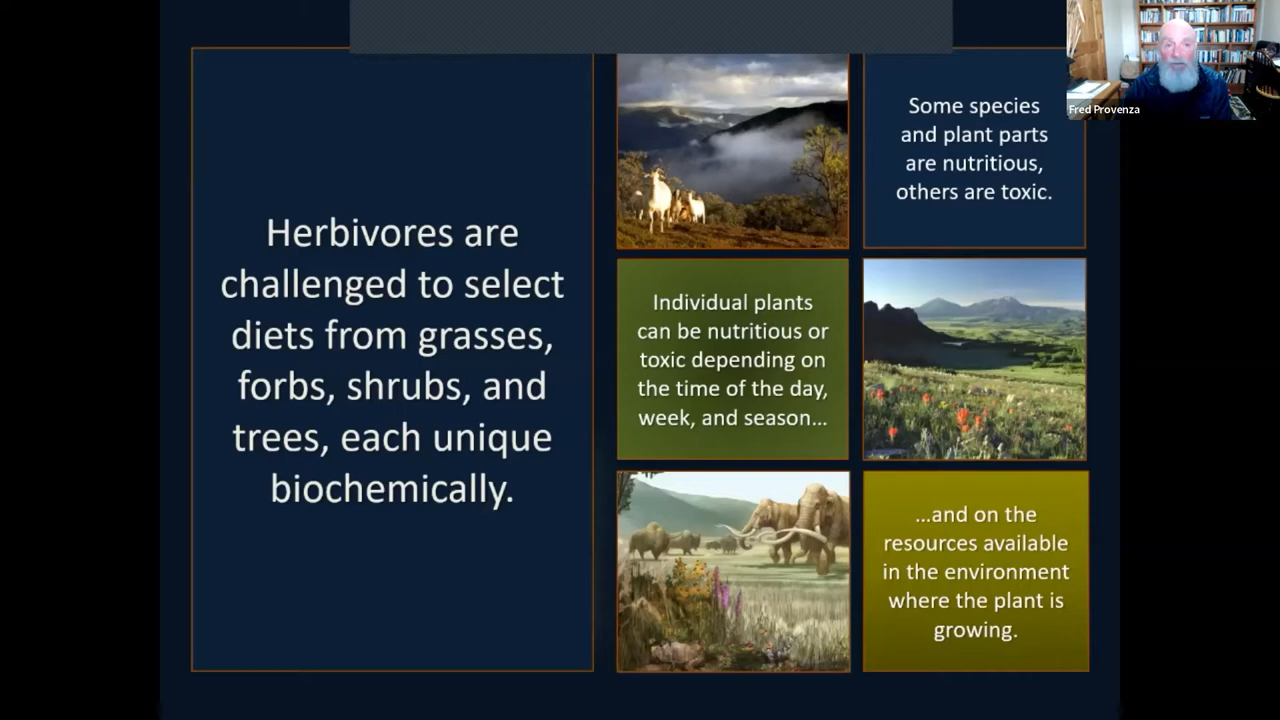 Herbivores are
challenged to select
diets from grasses,
forbs, shrubs, and
trees, each unique
biochemically.
Some species
and plant parts
are nutritious,
others are toxic.
Individual plants
can be nutritious or
toxic depending on
the time of the day,
week, and season…
…and on the
resources available
in the environment
where the plant is
growing.
Fred Provenza